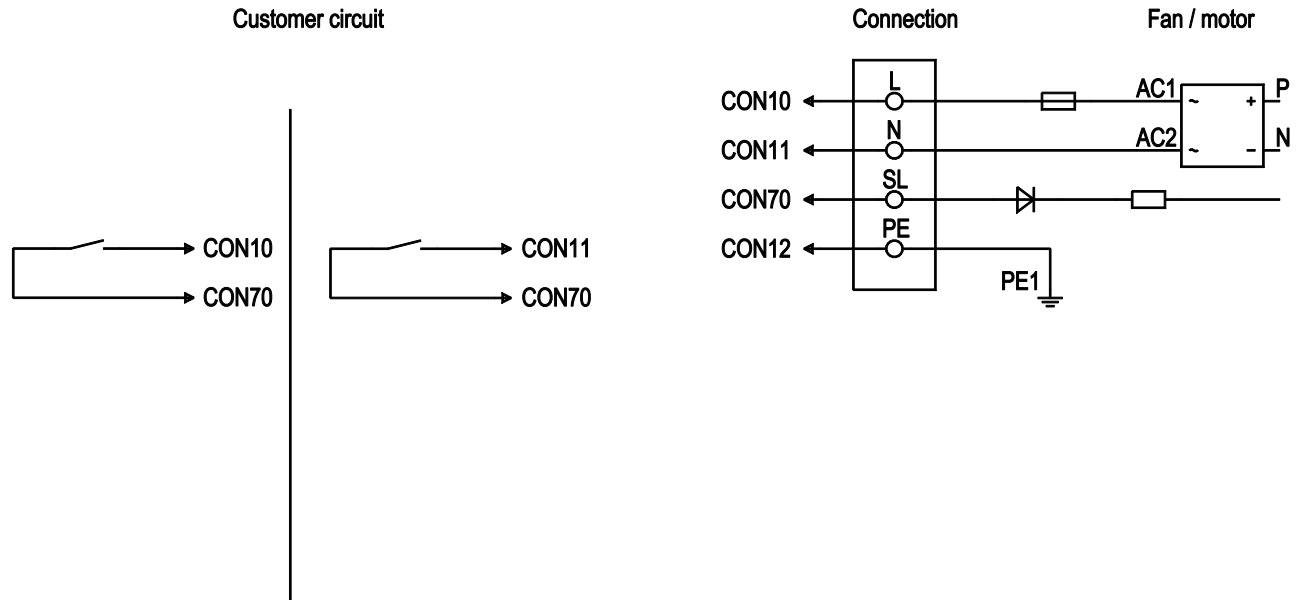 Customer circuit
Connection
Fan / motor
CON10
CON70
CON11
CON70
L
CON10
AC1
~
+
P
N
CON11
AC2
~
–
N
SL
CON70
PE
CON12
PE1